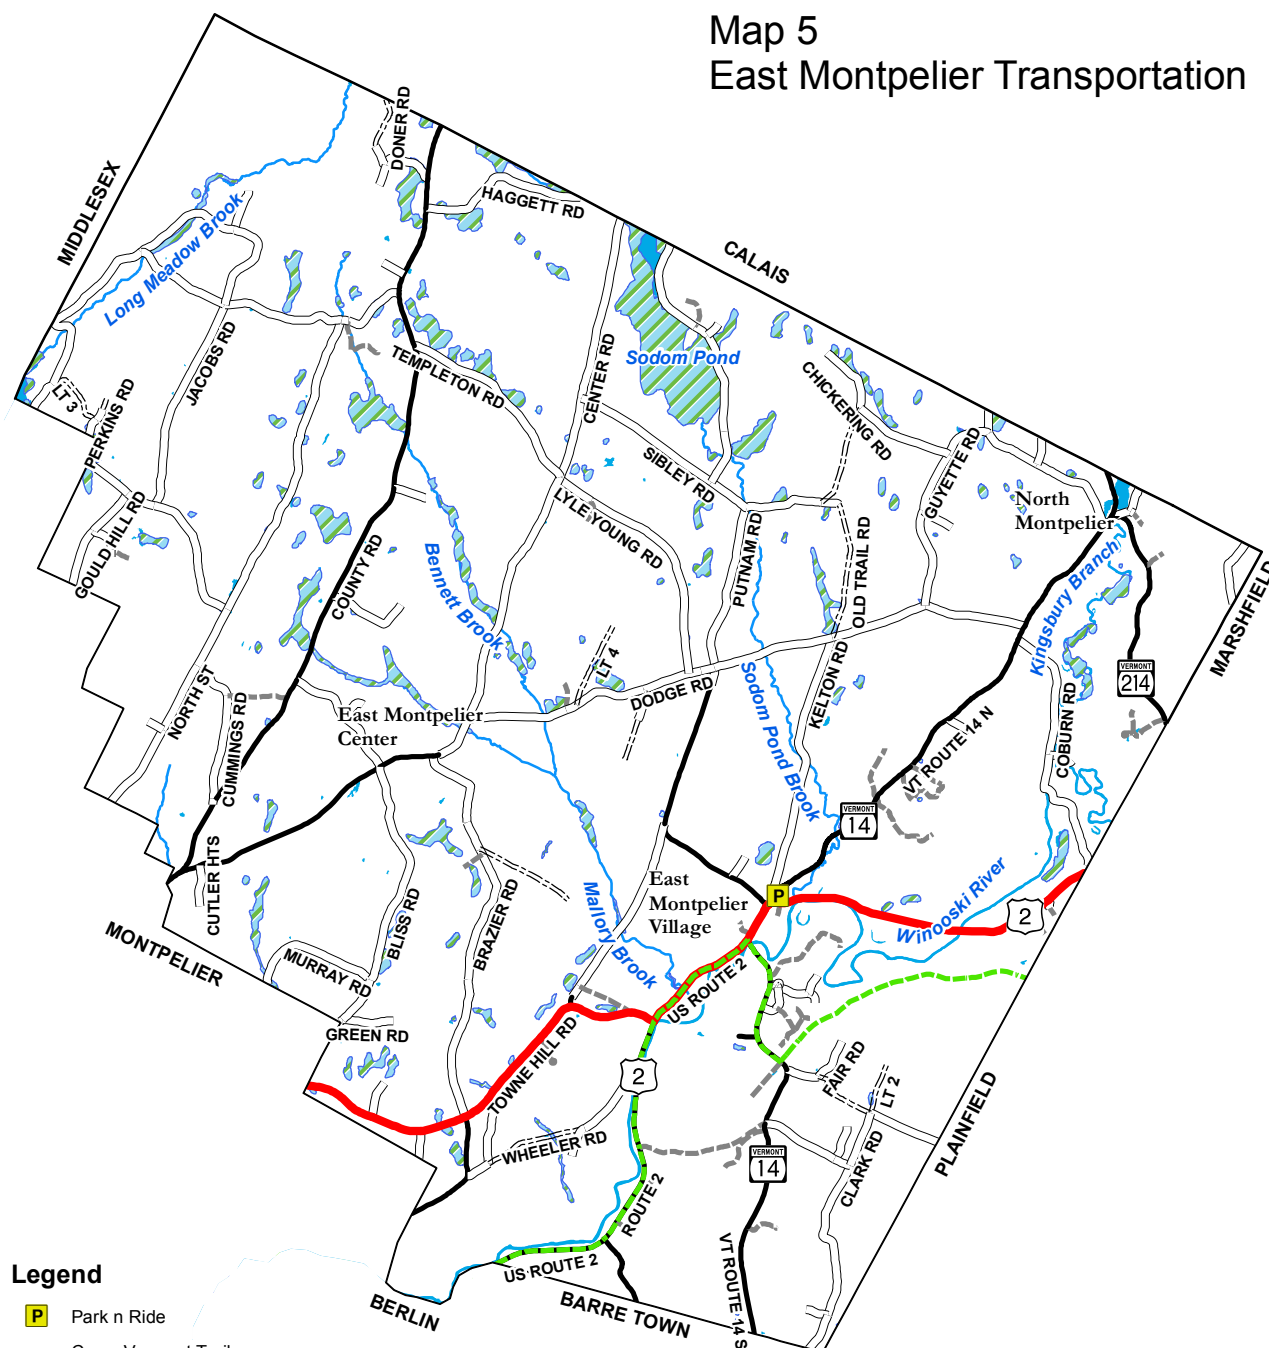 Map 5
East Montpelier Transportation
DONER RD
HAGGETT RD
MIDDLESEX
Long Meadow Brook
CALAIS
JACOBS RD
TEMPLETON RD
CENTER RD
Sodom Pond
CHICKERING RD
LT 3
PERKINS RD
SIBLEY RD
GUYETTE RD
North
Montpelier
GOULD HILL RD
LYLE YOUNG RD
PUTNAM RD
OLD TRAIL RD
COUNTY RD
Bennett Brook
Kingsbury Branch
MARSHFIELD
NORTH ST
CUMMINGS RD
East Montpelier
Center
LT 4
DODGE RD
Sodom Pond Brook
KELTON RD
VERMONT
214
COBURN RD
VT ROUTE 14 N
VERMONT
14
CUTLER HTS
East
Montpelier
Village
P
2
Winooski River
MONTPELIER
BLISS RD
BRAZIER RD
Mallory Brook
MURRAY RD
US ROUTE 2
GREEN RD
TOWNE HILL RD
2
FAIR RD
LT 2
WHEELER RD
VERMONT
14
CLARK RD
PLAINFIELD
ROUTE 2
US ROUTE 2
VT ROUTE 14 S
BERLIN
BARRE TOWN
Legend
P Park n Ride